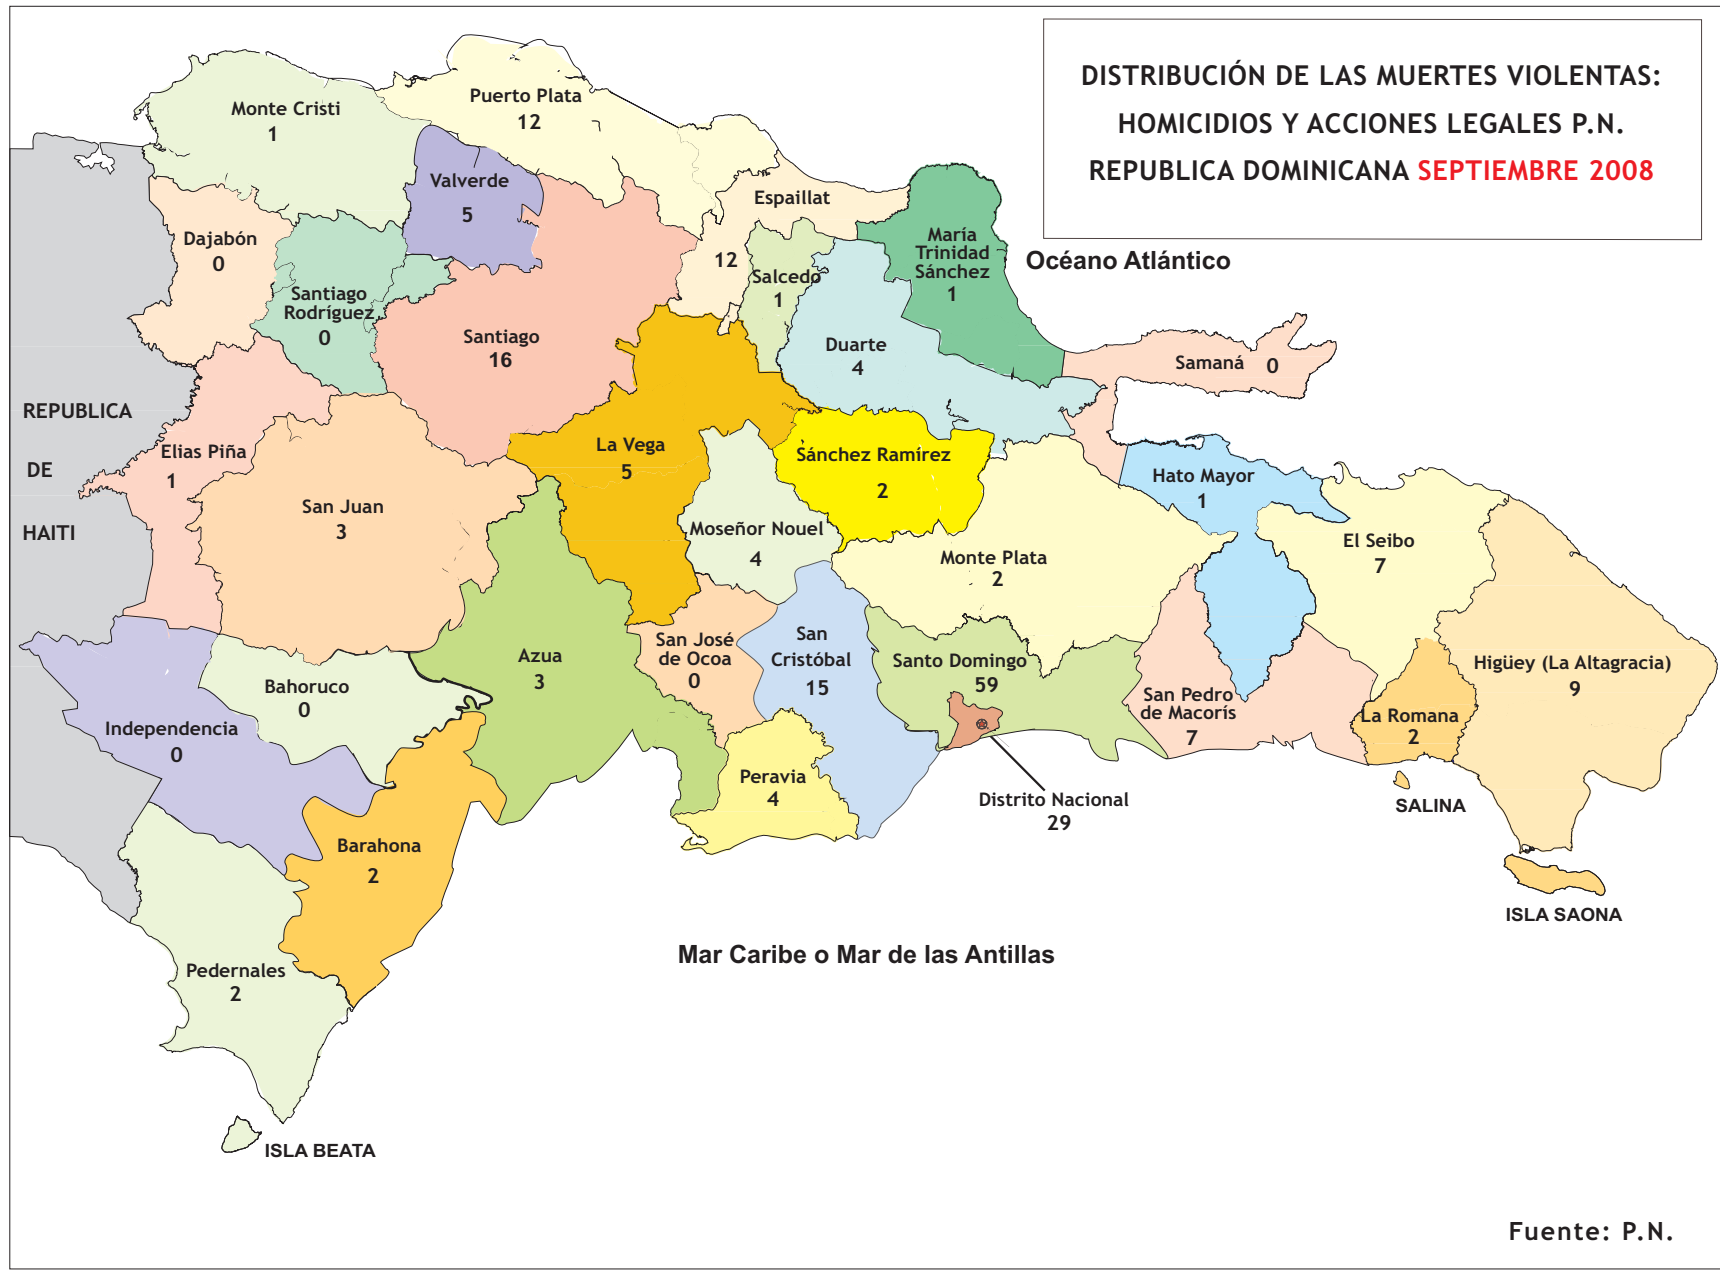 DISTRIBUCIÓN DE LAS MUERTES VIOLENTAS:
HOMICIDIOS Y ACCIONES LEGALES P.N.
REPUBLICA DOMINICANA SEPTIEMBRE 2008
Monte Cristi
1
Puerto Plata
12
Valverde
5
Espaillat
12
Dajabón
0
Santiago
Rodríguez
0
Santiago
16
Salcedo
1
María
Trinidad
Sánchez
1
Océano Atlántico
Duarte
4
Samaná 0
REPUBLICA
DE
HAITI
Elias Piña
1
San Juan
3
La Vega
5
Sánchez Ramírez
2
Moseñor Nouel
4
Monte Plata
2
Hato Mayor
1
El Seibo
7
Higüey (La Altagracia)
9
Independencia
0
Bahoruco
0
Azua
3
San José
de Ocoa
0
San
Cristóbal
15
Santo Domingo
59
San Pedro
de Macorís
7
La Romana
2
Peravia
4
Distrito Nacional
29
SALINA
Barahona
2
ISLA SAONA
Pedernales
2
Mar Caribe o Mar de las Antillas
ISLA BEATA
Fuente: P.N.